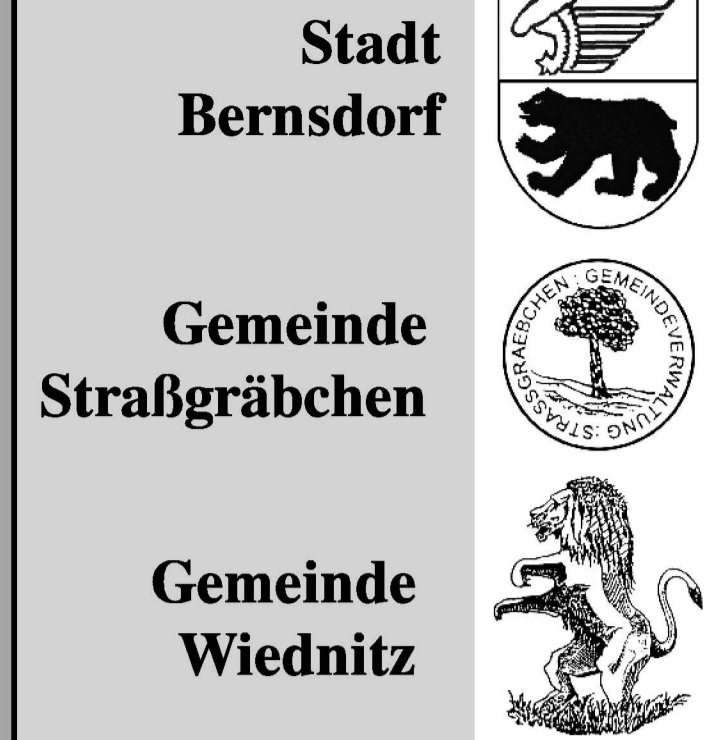 Stadt
Bernsdorf
GEMEINDEVERWALTUNG: STRASSGRAEBCHEN:
Gemeinde
Straßgräbchen
Gemeinde
Wiednitz